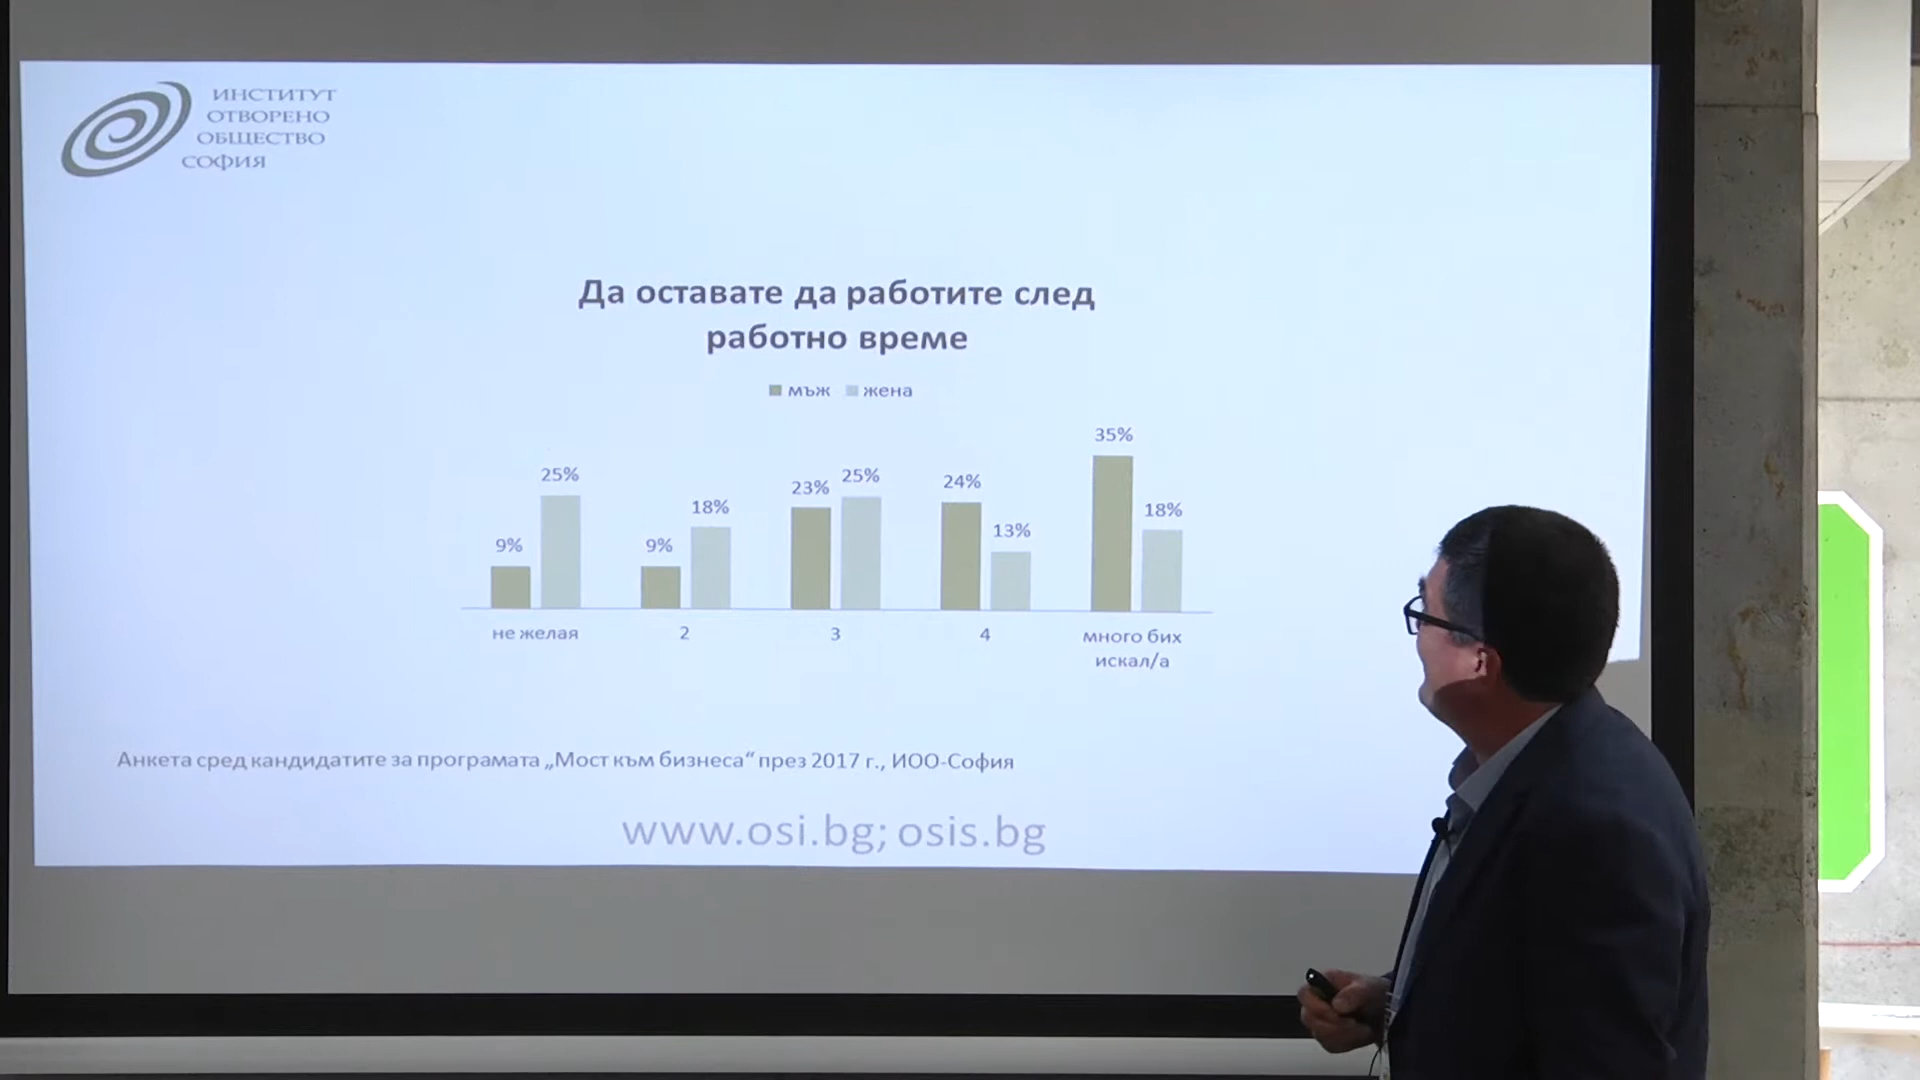 ИНСТИТУТ
ОТВОРЕНО
ОБЩЕСТВО
СОФИЯ
Да оставате да работите след
работно време
мъж жена
9% 25% 9% 18% 23% 25% 24% 13% 35% 18%
не желая 2 3 4 много бих
искал/а
Анкета сред кандидатите за програмата „Мост към бизнеса“ през 2017 г., ИОО-София
www.osi.bg; osis.bg